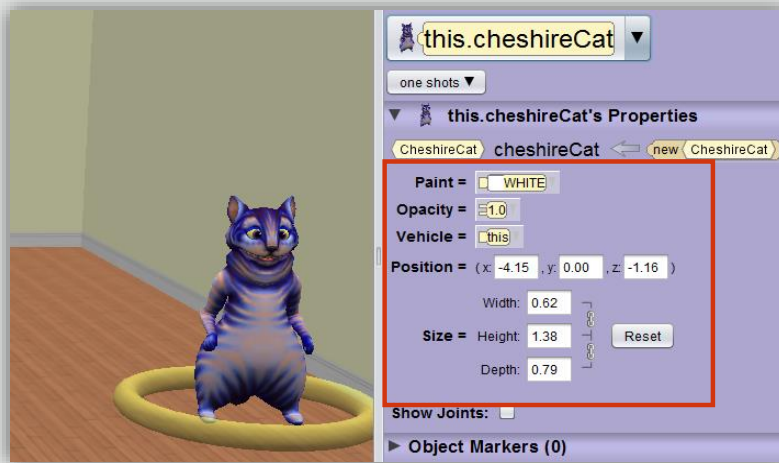 this.cheshireCat
one shots
this.cheshireCat's Properties
CheshireCat cheshireCat new CheshireCat
Paint = WHITE
Opacity = 1.0
Vehicle = this
Position = (x: -4.15 , y: 0.00 , z: -1.16 )
Width: 0.62
Size = Height: 1.38 Reset
Depth: 0.79
Show Joints:
Object Markers (0)